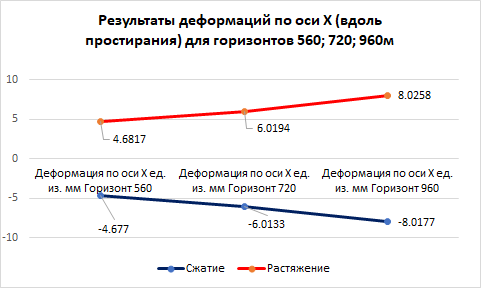 Результаты деформаций по оси X (вдоль
простирания) для горизонтов 560; 720; 960м
10
8.0258
5
4.6817
6.0194
0
Деформация по оси X ед. Деформация по оси X ед. Деформация по оси X ед.
из. мм Горизонт 560 из. мм Горизонт 720 из. мм Горизонт 960
-5
-4.677
-6.0133
-8.0177
-10
Сжатие Растяжение